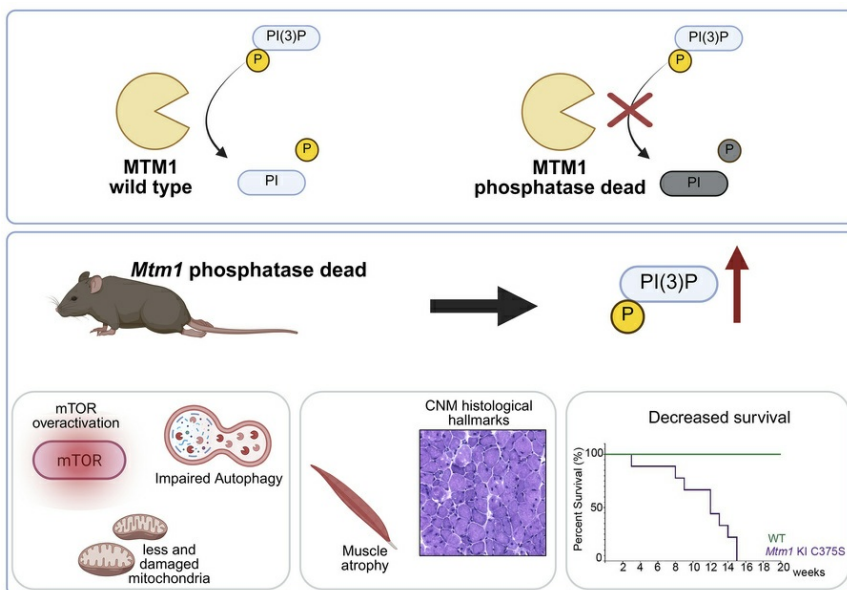 PI(3)P
P
MTM1
wild type
P
PI
PI(3)P
P
MTM1
phosphatase dead
P
PI
Mtm1 phosphatase dead
PI(3)P
P
mTOR
overactivation
mTOR
Impaired Autophagy
less and
damaged
mitochondria
CNM histological
hallmarks
Muscle
atrophy
Decreased survival
Percent Survival (%)
100
50
0
WT
Mtm1 KI C375S
2 4 6 8 10 12 14 16 18 20
weeks